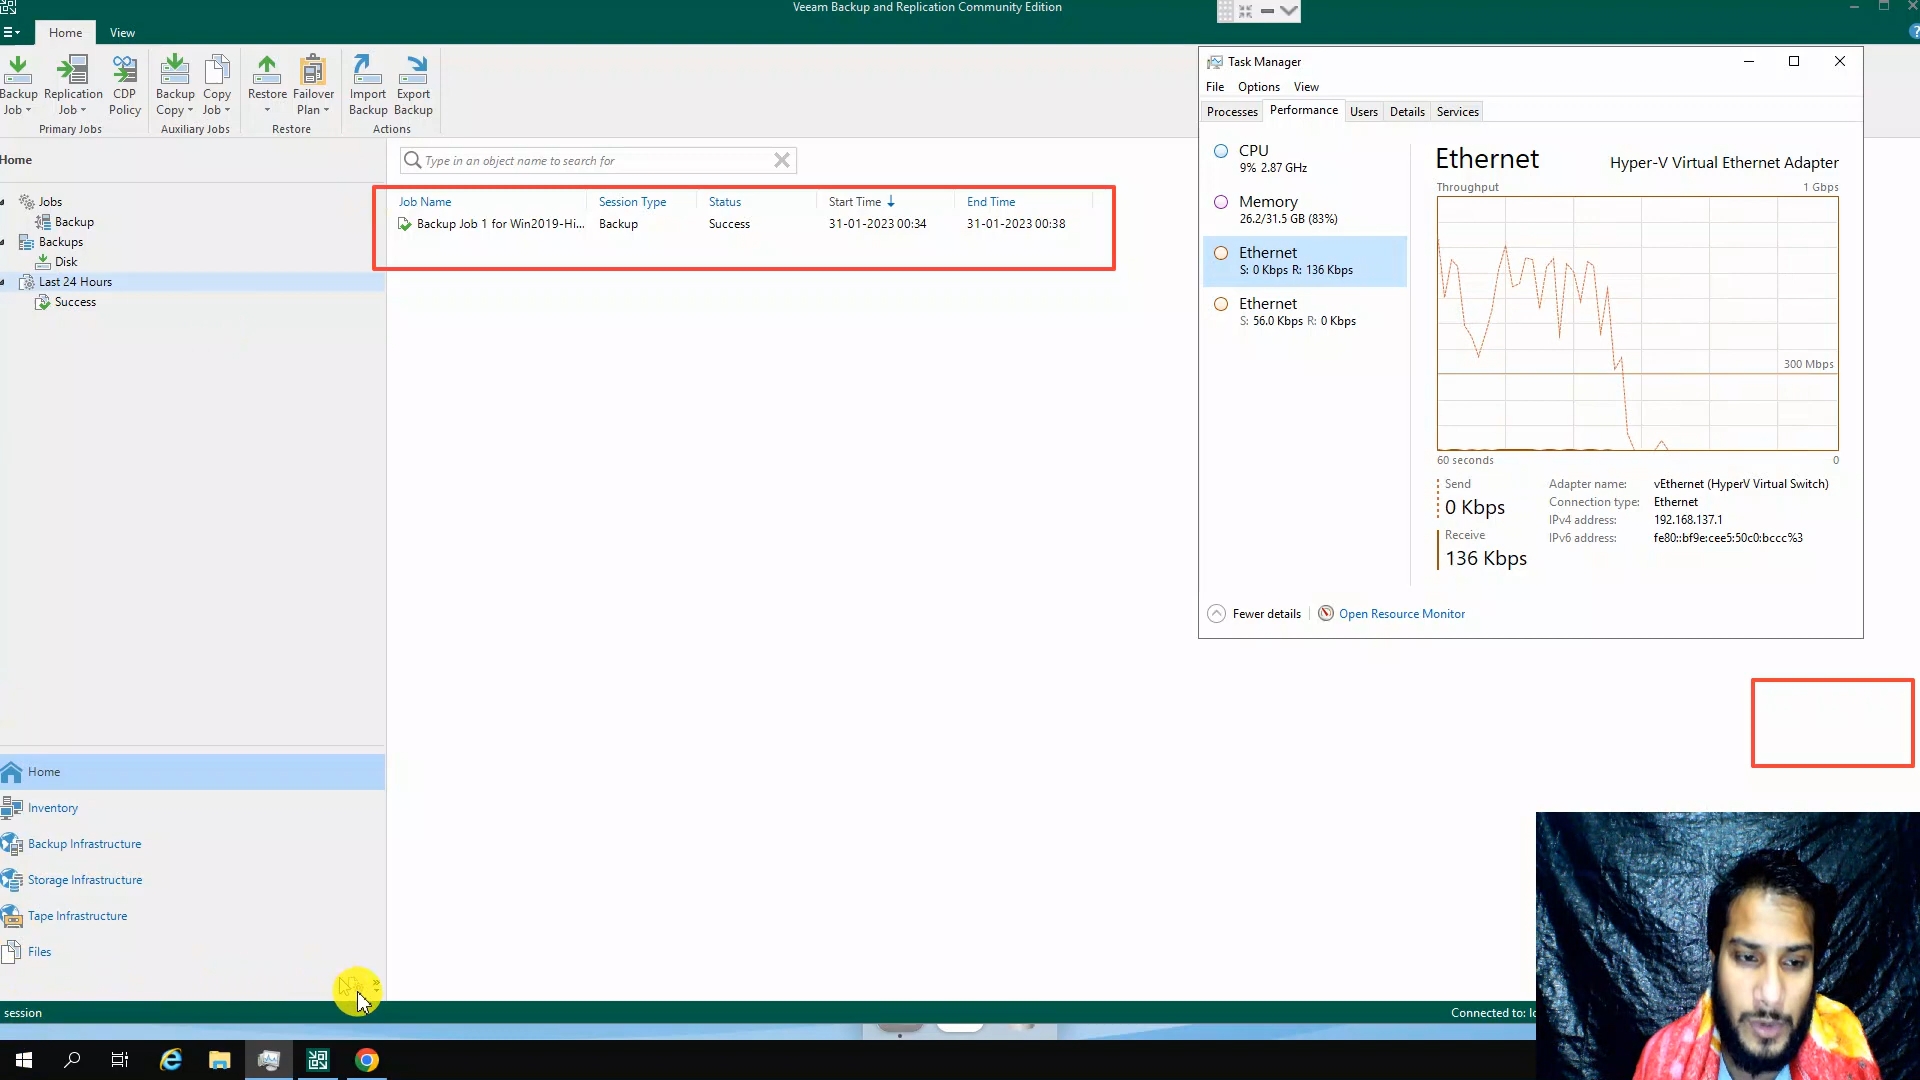 Veeam Backup and Replication Community Edition
Home View
Backup Job
Replication Job
CDP Policy
Primary Jobs
Backup Copy
Copy Job
Auxiliary Jobs
Restore
Failover Plan
Restore
Import Backup
Export Backup
Actions
Home
Jobs
Backup
Backups
Disk
Last 24 Hours
Success
Type in an object name to search for
Job Name Session Type Status Start Time End Time
Backup Job 1 for Win2019-Hi... Backup Success 31-01-2023 00:34 31-01-2023 00:38
Task Manager
File Options View
Processes Performance Users Details Services
CPU
9% 2.87 GHz
Memory
26.2/31.5 GB (83%)
Ethernet
S: 0 Kbps R: 136 Kbps
Ethernet
S: 56.0 Kbps R: 0 Kbps
Ethernet Hyper-V Virtual Ethernet Adapter
Throughput 1 Gbps
300 Mbps
60 seconds 0
Send
0 Kbps
Receive
136 Kbps
Adapter name: vEthernet (HyperV Virtual Switch)
Connection type: Ethernet
IPv4 address: 192.168.137.1
IPv6 address: fe80::bf9e:cee5:50c0:bccc%3
Fewer details Open Resource Monitor
Home
Inventory
Backup Infrastructure
Storage Infrastructure
Tape Infrastructure
Files
session Connected to: